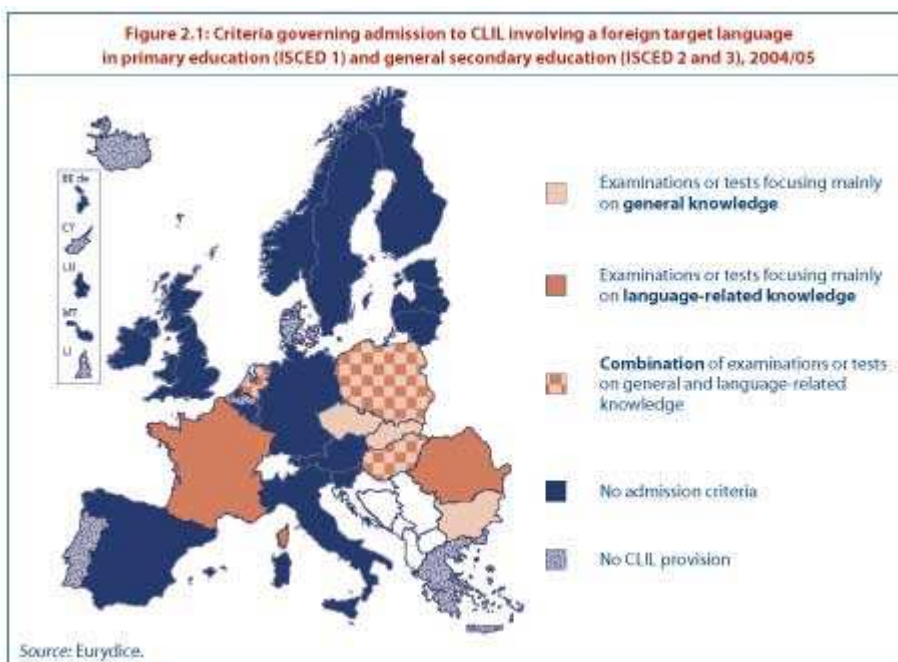 Figure 2.1: Criteria governing admission to CLIL involving a foreign target language
in primary education (ISCED 1) and general secondary education (ISCED 2 and 3), 2004/05
BE de
CY
LU
MT
LI
Examinations or tests focusing mainly
on general knowledge
Examinations or tests focusing mainly
on language-related knowledge
Combination of examinations or tests
on general and language-related
knowledge
No admission criteria
No CLIL provision
Source: Eurydice.